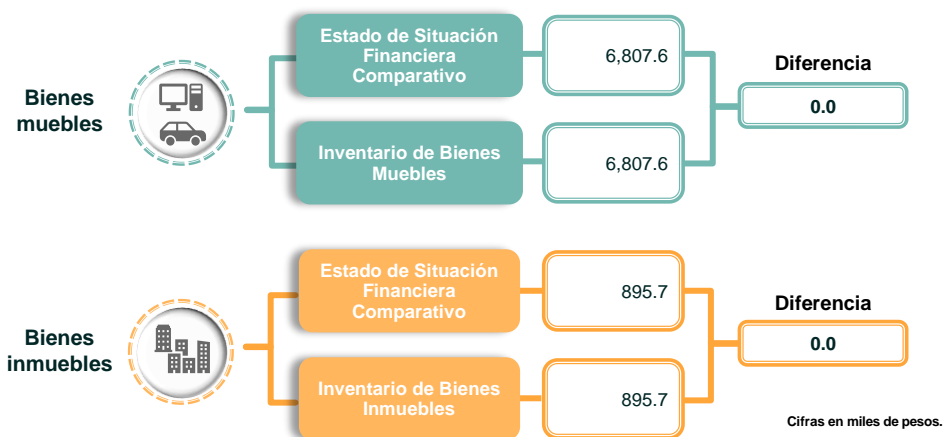 Bienes
muebles
Estado de Situación
Financiera
Comparativo
6,807.6
Inventario de Bienes
Muebles
6,807.6
Diferencia
0.0
Bienes
inmuebles
Estado de Situación
Financiera
Comparativo
895.7
Inventario de Bienes
Inmuebles
895.7
Diferencia
0.0
Cifras en miles de pesos.